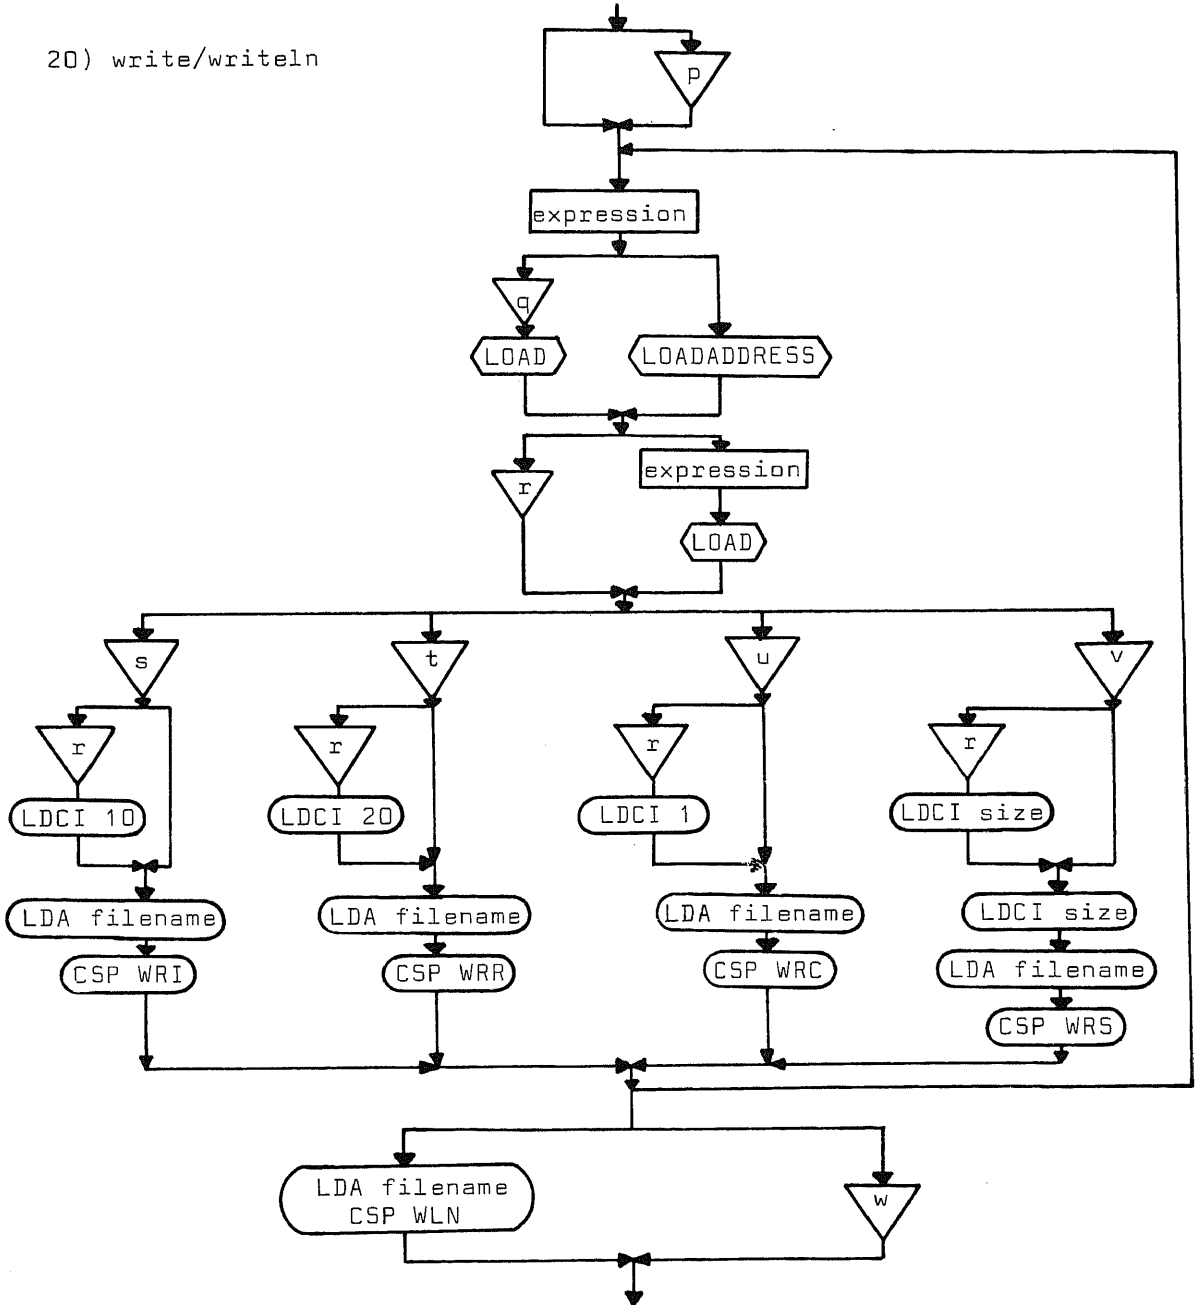 20) write/writeln
p
expression
q
LOAD
LOADADDRESS
r
expression
LOAD
s
t
u
v
r
r
r
r
LDCI 10
LDCI 20
LDCI 1
LDCI size
LDA filename
LDA filename
LDA filename
LDCI size
CSP WRI
CSP WRR
CSP WRC
LDA filename
CSP WRS
LDA filename
CSP WLN
w